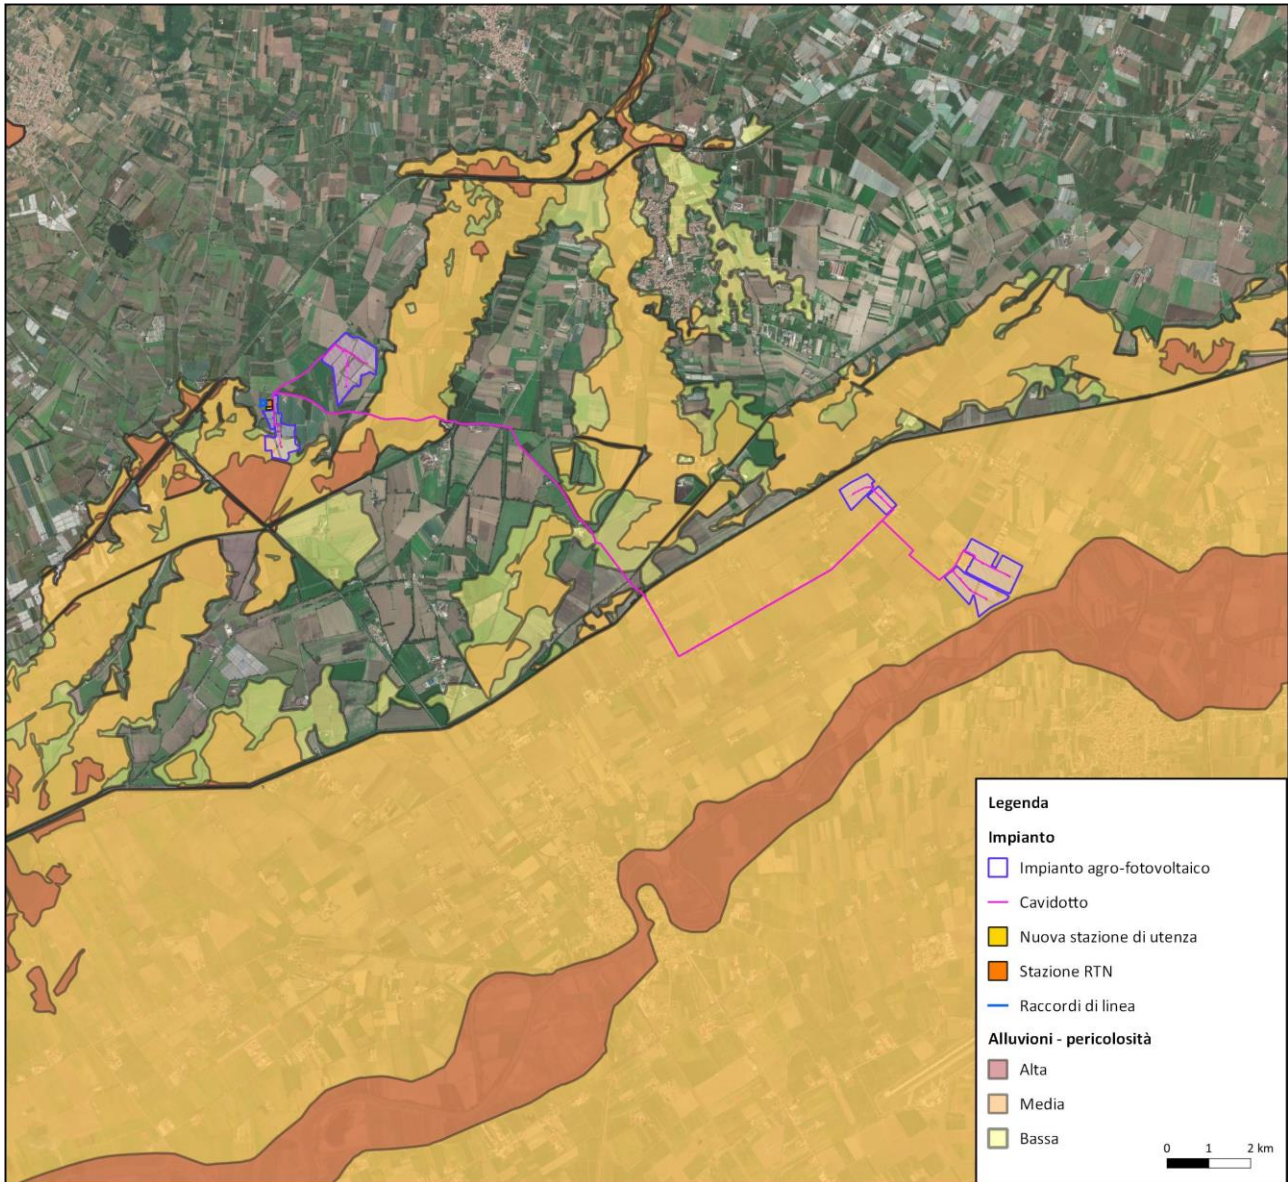 Legenda
Impianto
Impianto agro-fotovoltaico
Cavidotto
Nuova stazione di utenza
Stazione RTN
Raccordi di linea
Alluvioni - pericolosità
Alta
Media
Bassa
0 1 2 km